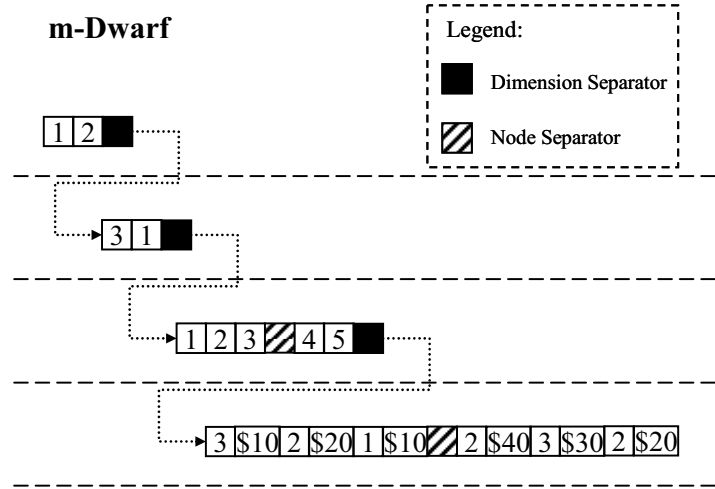 m-Dwarf
Legend:
Dimension Separator
Node Separator
1 2
3 1
1 2 3 4 5
3 $10 2 $20 1 $10 2 $40 3 $30 2 $20